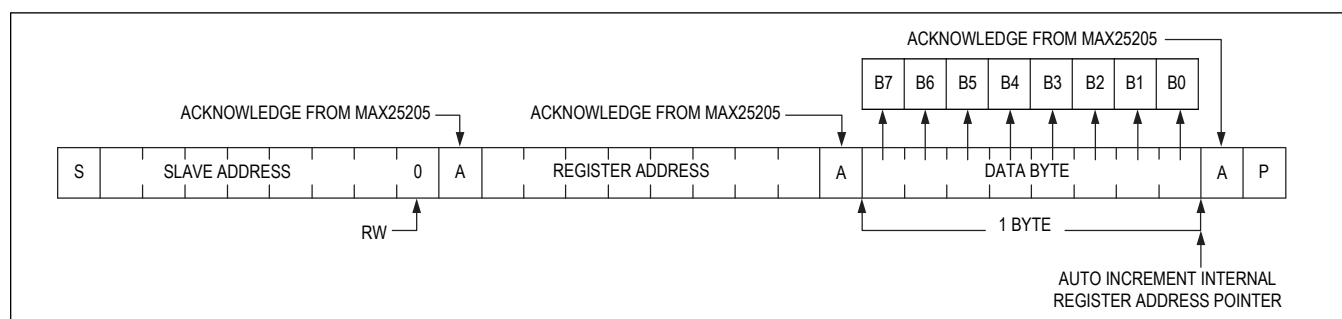 ACKNOWLEDGE FROM MAX25205
B7 B6 B5 B4 B3 B2 B1 B0
ACKNOWLEDGE FROM MAX25205 ACKNOWLEDGE FROM MAX25205
S SLAVE ADDRESS 0 A REGISTER ADDRESS A DATA BYTE A P
RW 1 BYTE
AUTO INCREMENT INTERNAL
REGISTER ADDRESS POINTER